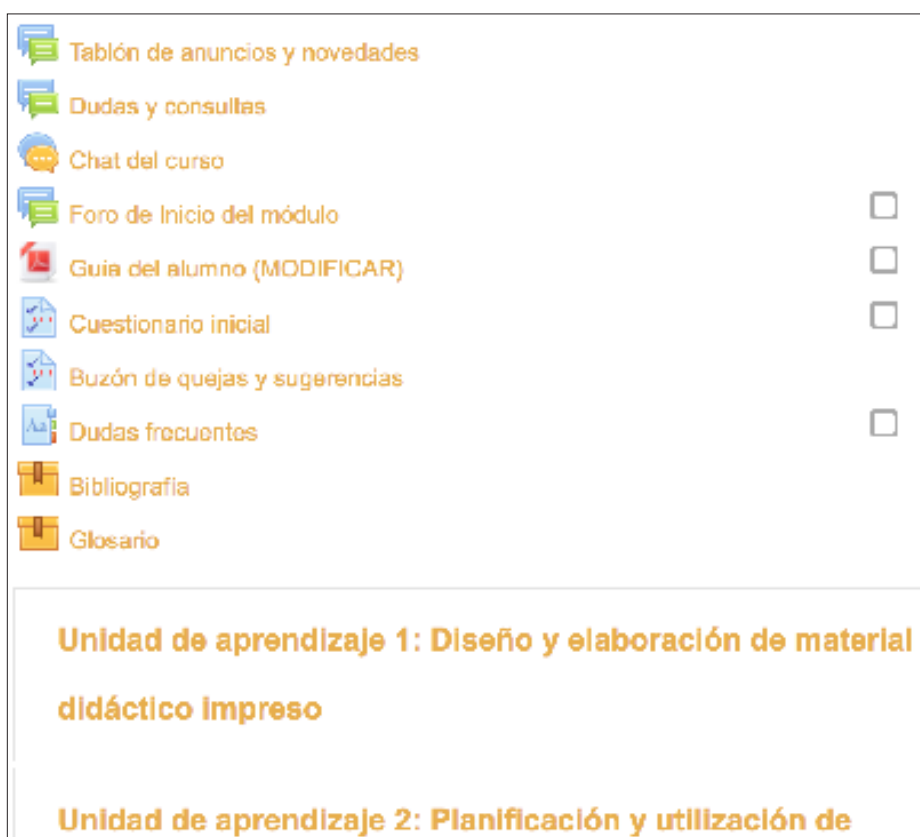 Tablón de anuncios y novedades
Dudas y consultas
Chat del curso
Foro de Inicio del módulo
Guia del alumno (MODIFICAR)
Cuestionario inicial
Buzón de quejas y sugerencias
Dudas frecuentes
Bibliografia
Glosario
Unidad de aprendizaje 1: Diseño y elaboración de material
didáctico impreso
Unidad de aprendizaje 2: Planificación y utilización de